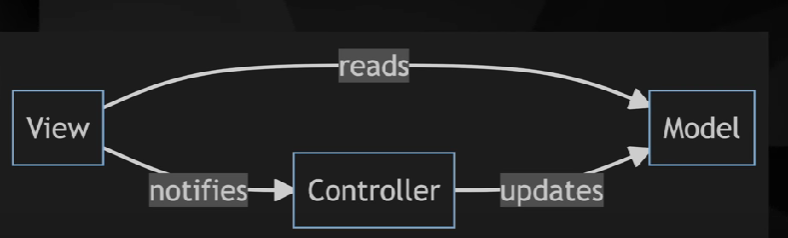 reads
View
Model
notifies
Controller
updates